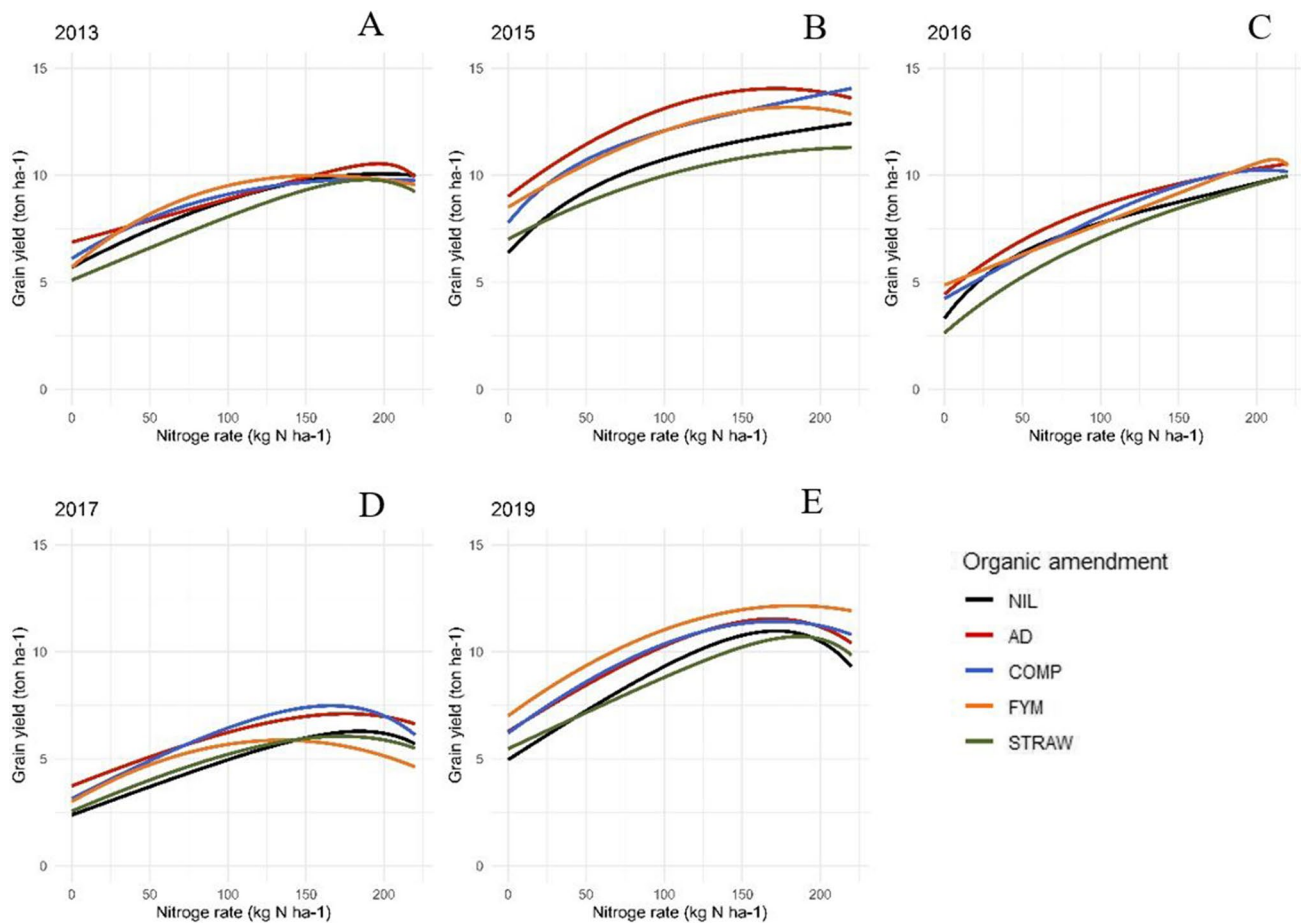 A
B
C
2013
2015
2016
15
10
5
0
Grain yield (ton ha-1)
0 50 100 150 200
Nitroge rate (kg N ha-1)
15
10
5
0
Grain yield (ton ha-1)
0 50 100 150 200
Nitroge rate (kg N ha-1)
15
10
5
0
Grain yield (ton ha-1)
0 50 100 150 200
Nitroge rate (kg N ha-1)
D
E
2017
2019
15
10
5
0
Grain yield (ton ha-1)
0 50 100 150 200
Nitroge rate (kg N ha-1)
15
10
5
0
Grain yield (ton ha-1)
0 50 100 150 200
Nitroge rate (kg N ha-1)
Organic amendment
NIL
AD
COMP
FYM
STRAW